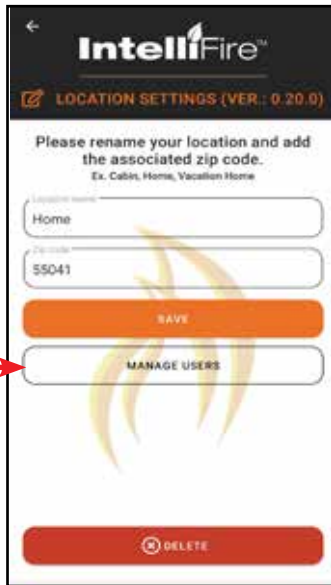 IntelliFire™
LOCATION SETTINGS (VER.: 0.20.0)
Please rename your location and add
the associated zip code.
Ex. Cabin, Home, Vacation Home
Location name
Home
Zip code
55041
SAVE
MANAGE USERS
DELETE